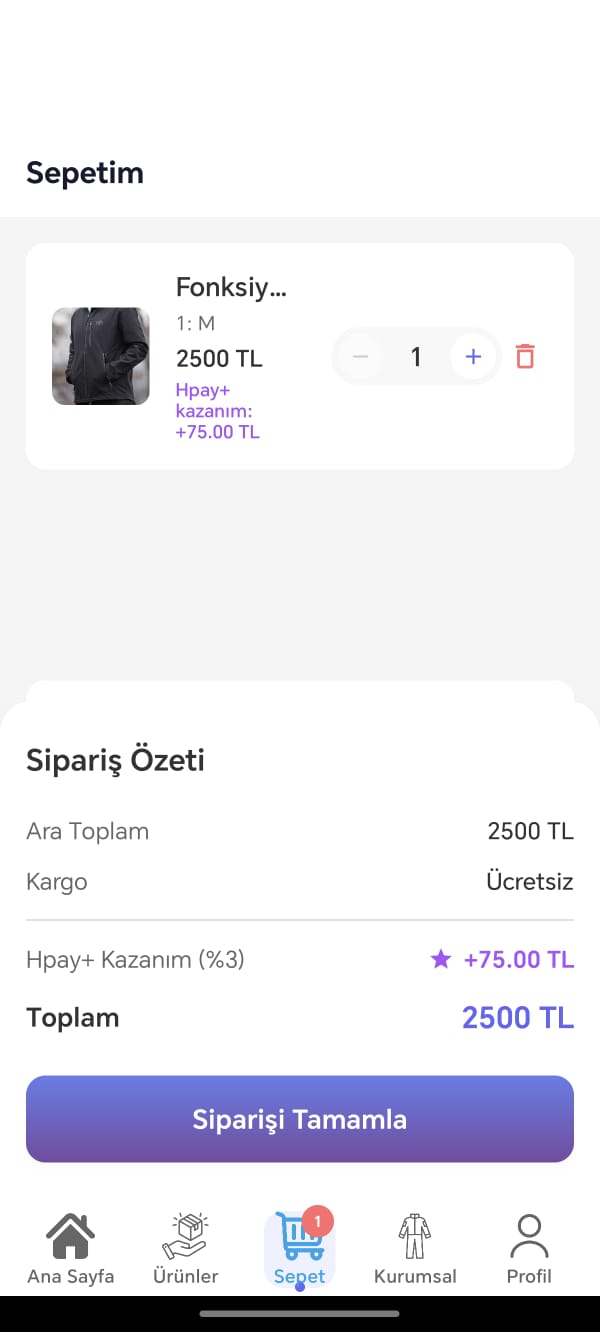 Sepetim
Fonksiy...
1: M
2500 TL
Hpay+
kazanım:
+75.00 TL
1
Sipariş Özeti
Ara Toplam 2500 TL
Kargo Ücretsiz
Hpay+ Kazanım (%3) +75.00 TL
Toplam 2500 TL
Siparişi Tamamla
1
Ana Sayfa Ürünler Sepet Kurumsal Profil